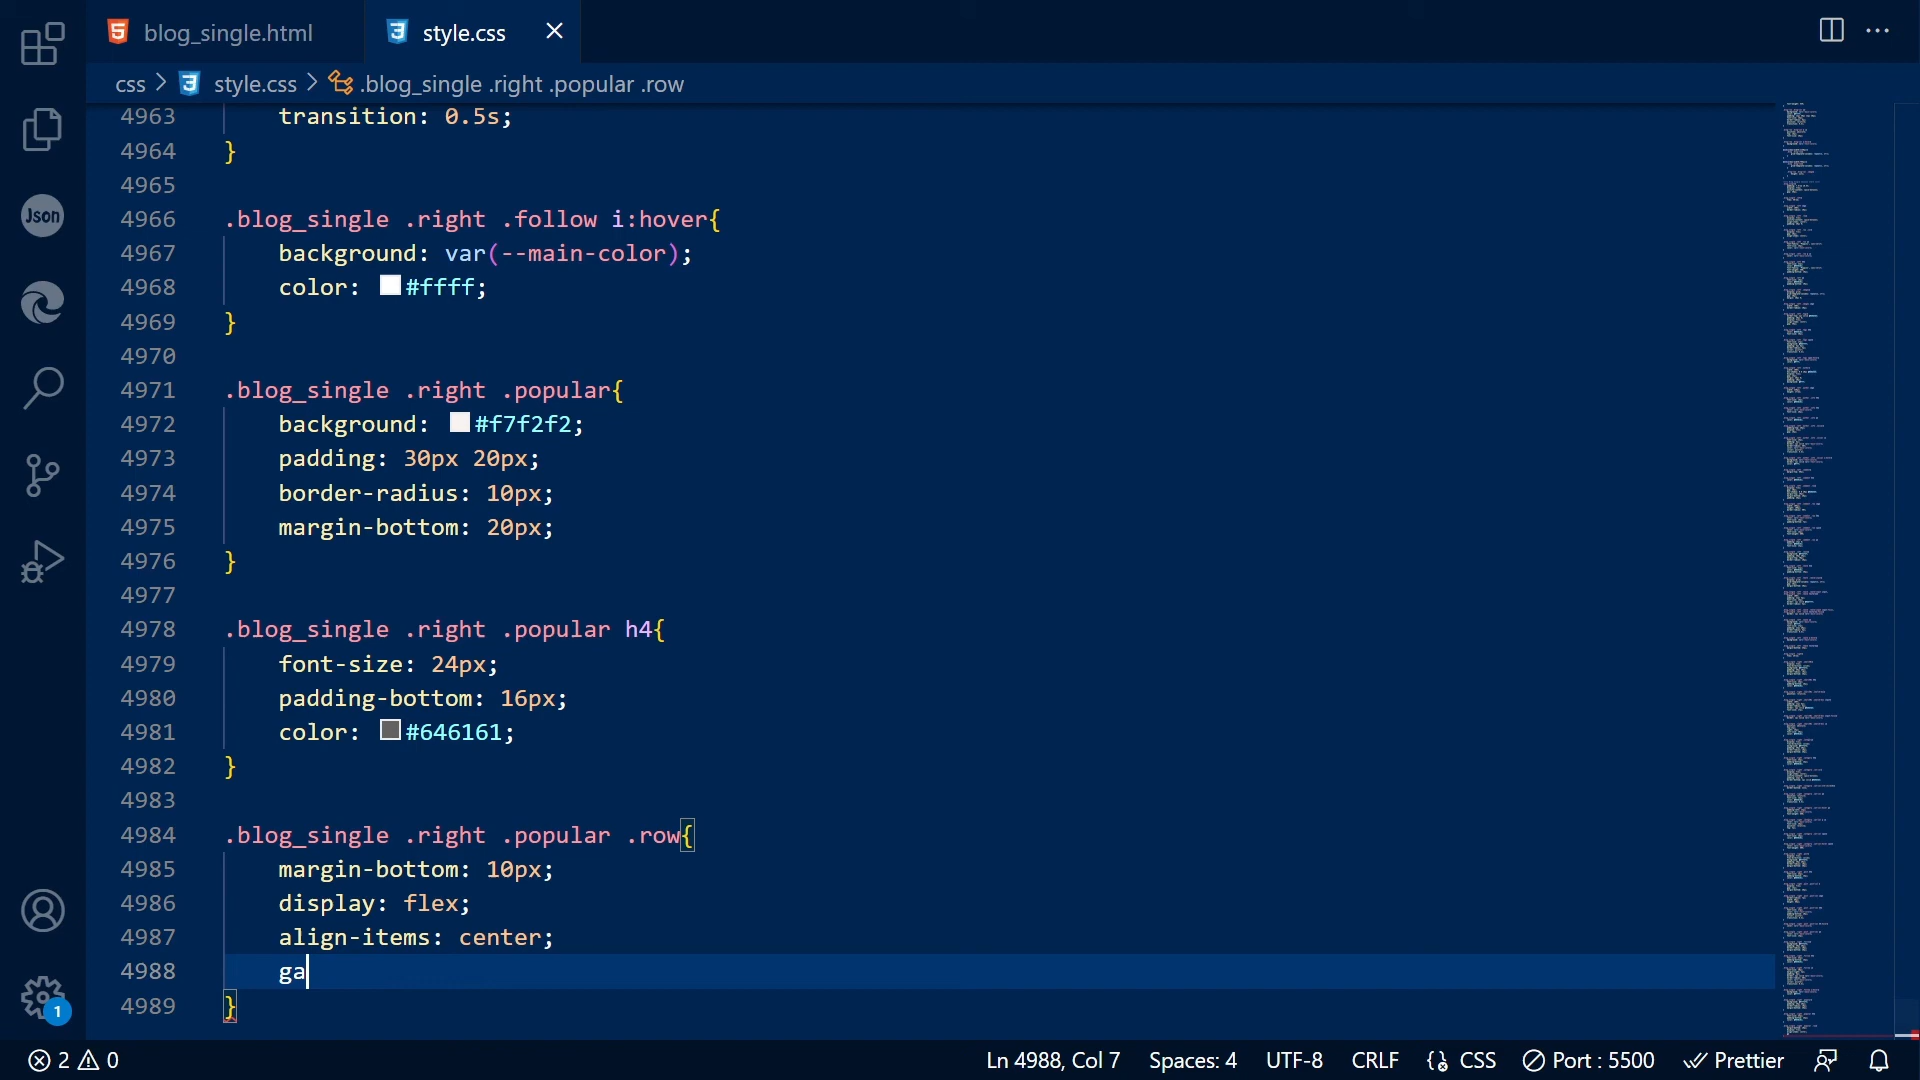 blog_single.html
style.css
css > style.css > .blog_single .right .popular .row
Json
4963 transition: 0.5s;
4964 }
4965
4966 .blog_single .right .follow i:hover{
4967 background: var(--main-color);
4968 color: #ffff;
4969 }
4970
4971 .blog_single .right .popular{
4972 background: #f7f2f2;
4973 padding: 30px 20px;
4974 border-radius: 10px;
4975 margin-bottom: 20px;
4976 }
4977
4978 .blog_single .right .popular h4{
4979 font-size: 24px;
4980 padding-bottom: 16px;
4981 color: #646161;
4982 }
4983
4984 .blog_single .right .popular .row{
4985 margin-bottom: 10px;
4986 display: flex;
4987 align-items: center;
4988 ga
4989 }
1
2 0 Ln 4988, Col 7 Spaces: 4 UTF-8 CRLF CSS Port : 5500 Prettier